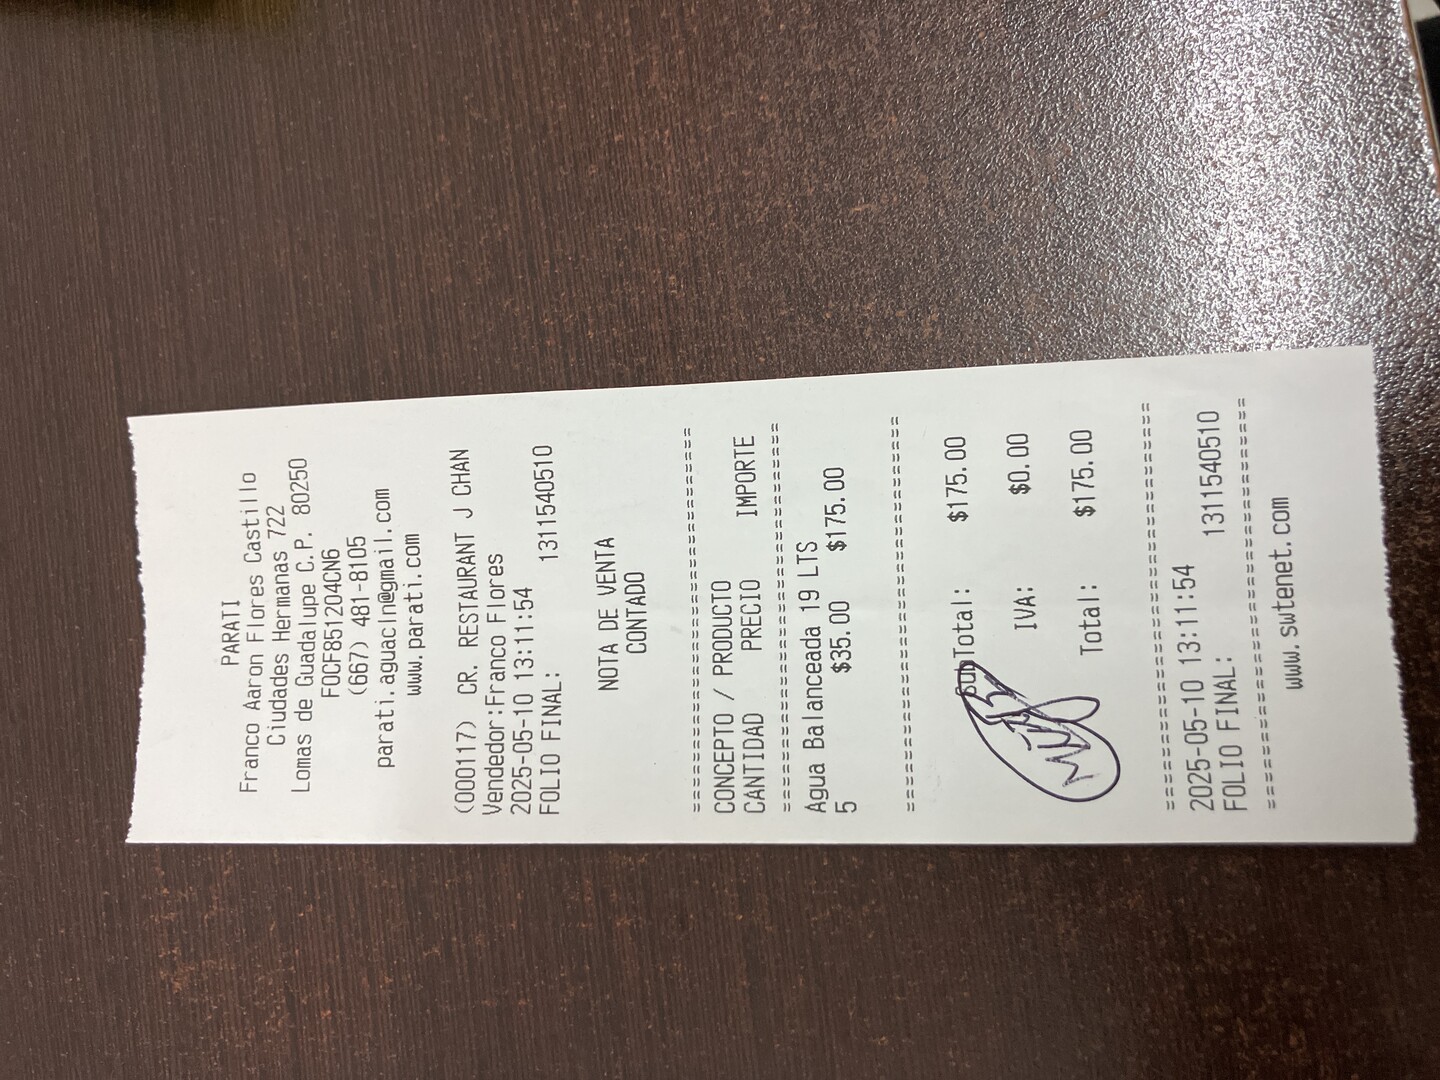 PARATI
Franco Aaron Flores Castillo
Ciudades Hermanas 722
Lomas de Guadalupe C.P. 80250
FOCF851204CN6
(667) 481-8105
parati.aguacln@gmail.com
www.parati.com
(000117) CR. RESTAURANT J CHAN
Vendedor:Franco Flores
2025-05-10 13:11:54
FOLIO FINAL: 1311540510
NOTA DE VENTA
CONTADO
==============================
CONCEPTO / PRODUCTO
CANTIDAD PRECIO IMPORTE
==============================
Agua Balanceada 19 LTS
5 $35.00 $175.00
==============================
SubTotal: $175.00
IVA: $0.00
Total: $175.00
==============================
2025-05-10 13:11:54
FOLIO FINAL: 1311540510
==============================
www.swtenet.com